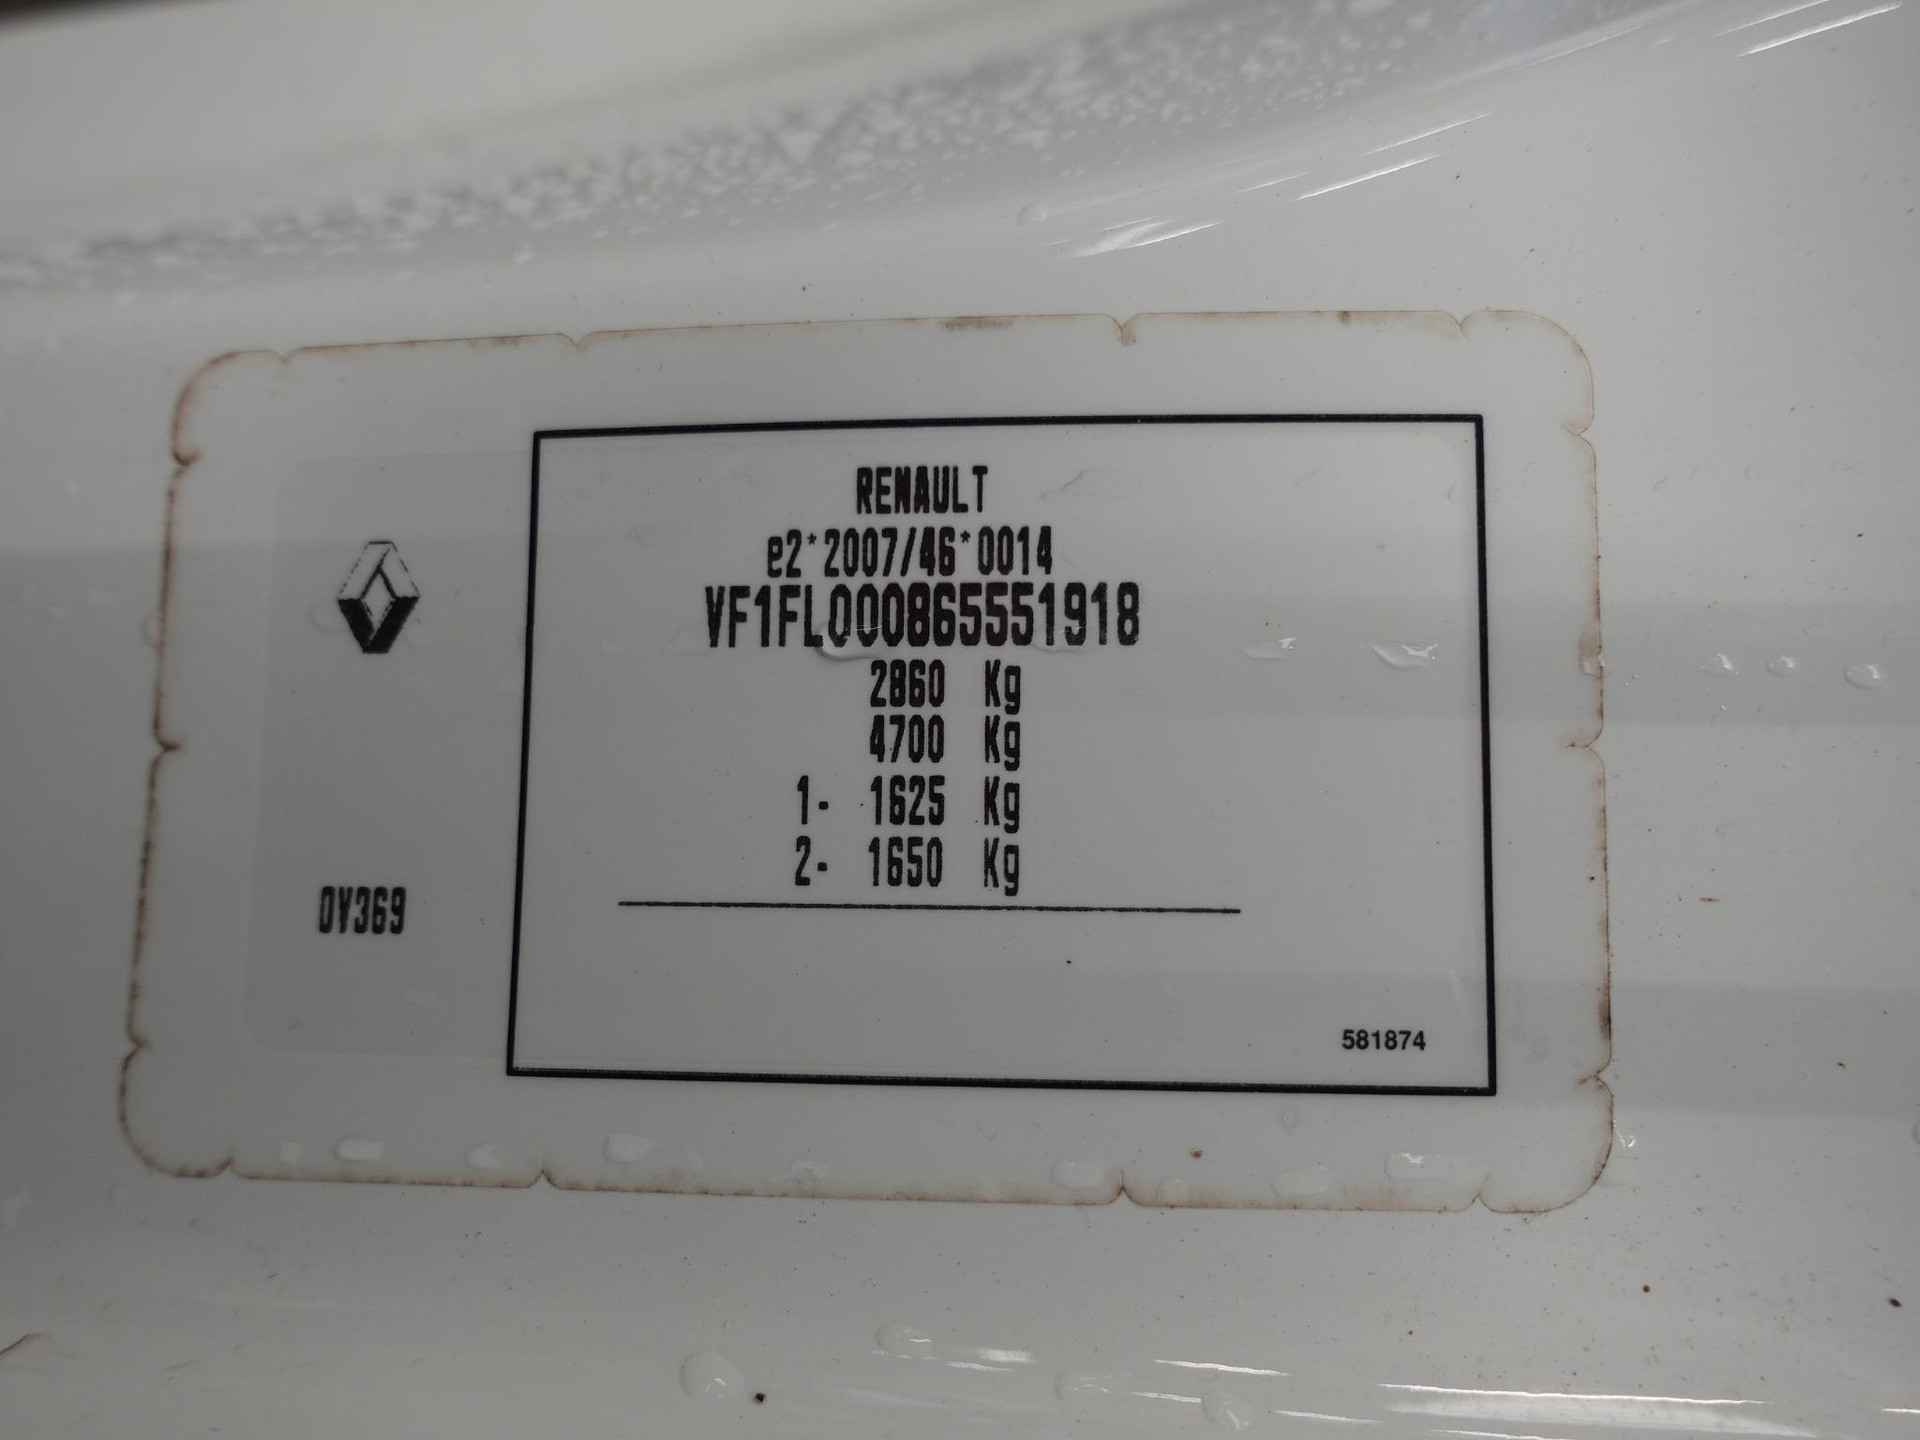 RENAULT
e2*2007/46*0014
VF1FL000865551918
2860 Kg
4700 Kg
1- 1625 Kg
2- 1650 Kg
0V369
581874